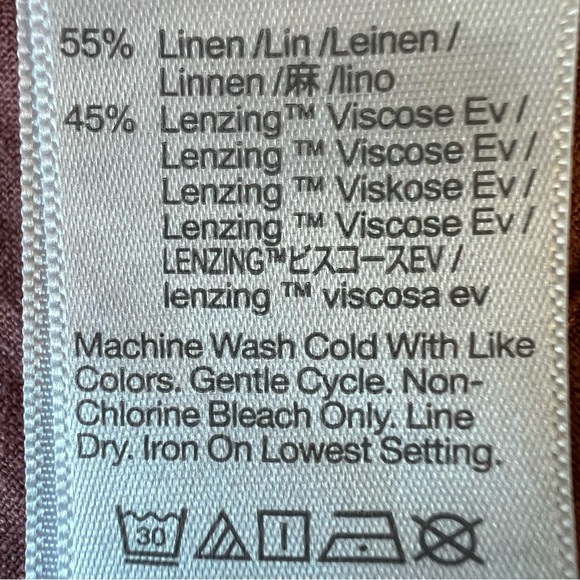 55% Linen /Lin /Leinen /
Linnen /麻 /lino
45% Lenzing™ Viscose Ev /
Lenzing ™ Viscose Ev /
Lenzing ™ Viskose Ev /
Lenzing ™ Viscose Ev /
LENZING™ビスコースEV /
lenzing ™ viscosa ev
Machine Wash Cold With Like
Colors. Gentle Cycle. Non-
Chlorine Bleach Only. Line
Dry. Iron On Lowest Setting.
30